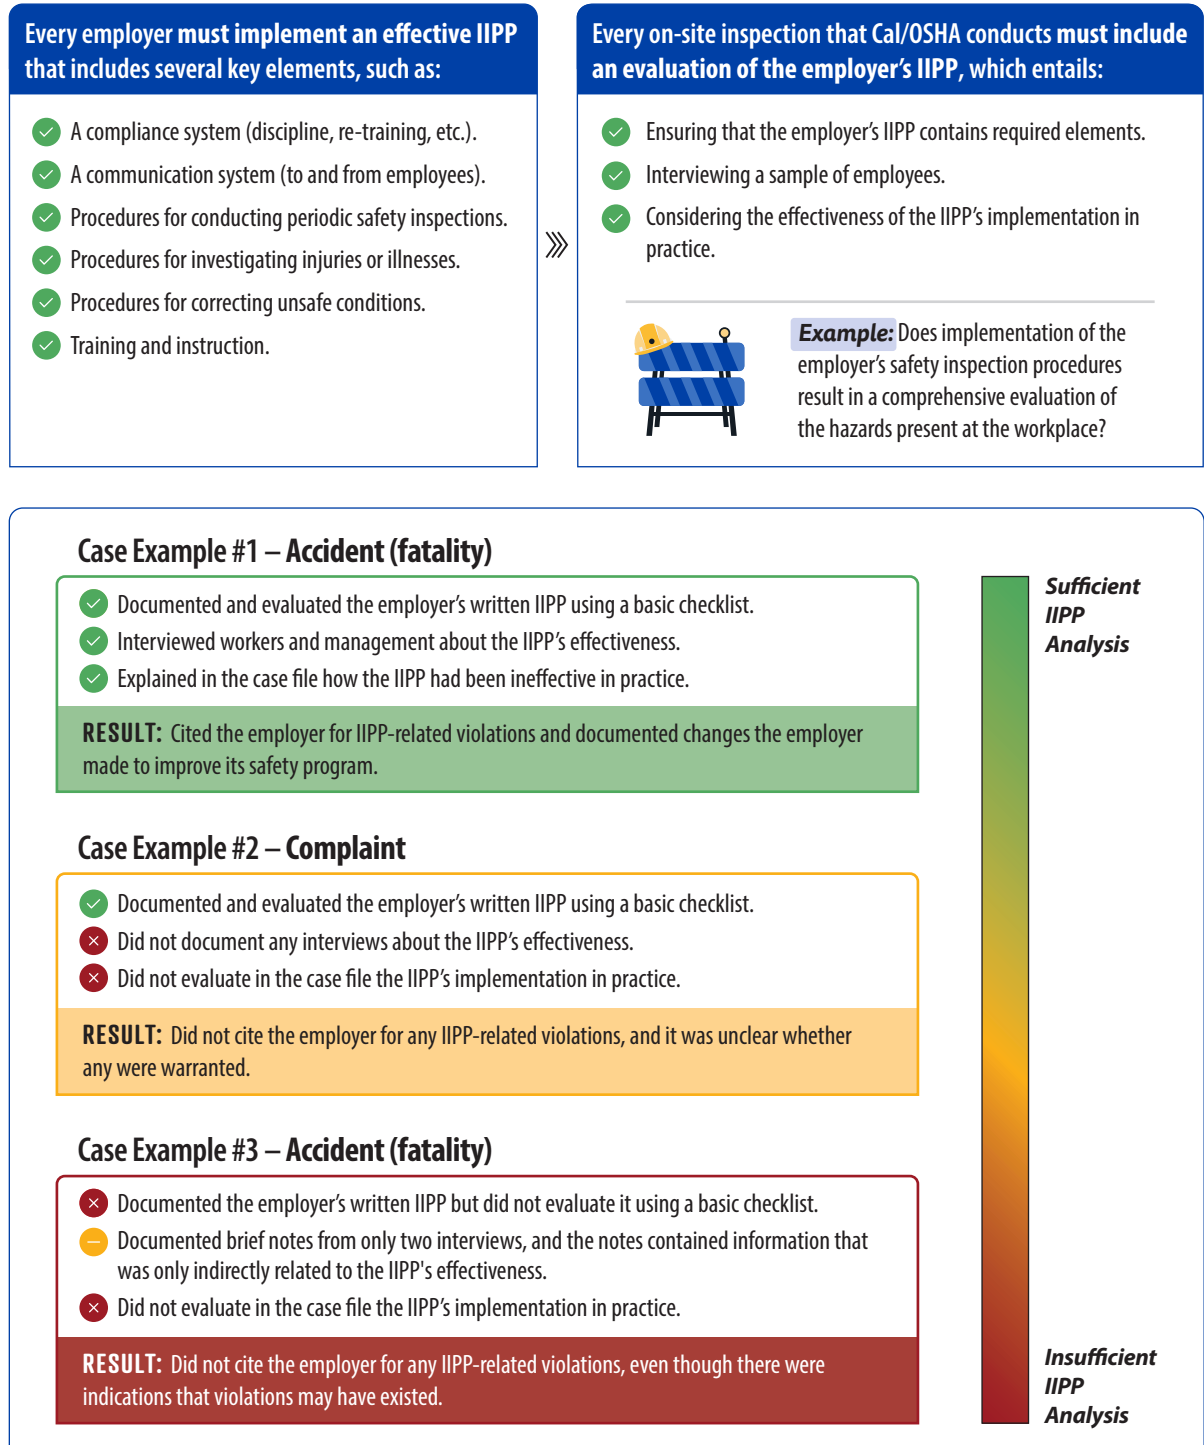 Every employer must implement an effective IIPP
that includes several key elements, such as:
A compliance system (discipline, re-training, etc.).
A communication system (to and from employees).
Procedures for conducting periodic safety inspections.
Procedures for investigating injuries or illnesses.
Procedures for correcting unsafe conditions.
Training and instruction.
Every on-site inspection that Cal/OSHA conducts must include
an evaluation of the employer's IIPP, which entails:
Ensuring that the employer's IIPP contains required elements.
Interviewing a sample of employees.
Considering the effectiveness of the IIPP's implementation in
practice.
Example: Does implementation of the
employer's safety inspection procedures
result in a comprehensive evaluation of
the hazards present at the workplace?
Case Example #1 – Accident (fatality)
Documented and evaluated the employer's written IIPP using a basic checklist.
Interviewed workers and management about the IIPP's effectiveness.
Explained in the case file how the IIPP had been ineffective in practice.
RESULT: Cited the employer for IIPP-related violations and documented changes the employer
made to improve its safety program.
Case Example #2 – Complaint
Documented and evaluated the employer's written IIPP using a basic checklist.
Did not document any interviews about the IIPP's effectiveness.
Did not evaluate in the case file the IIPP's implementation in practice.
RESULT: Did not cite the employer for any IIPP-related violations, and it was unclear whether
any were warranted.
Case Example #3 – Accident (fatality)
Documented the employer's written IIPP but did not evaluate it using a basic checklist.
Documented brief notes from only two interviews, and the notes contained information that
was only indirectly related to the IIPP's effectiveness.
Did not evaluate in the case file the IIPP's implementation in practice.
RESULT: Did not cite the employer for any IIPP-related violations, even though there were
indications that violations may have existed.
Sufficient
IIPP
Analysis
Insufficient
IIPP
Analysis